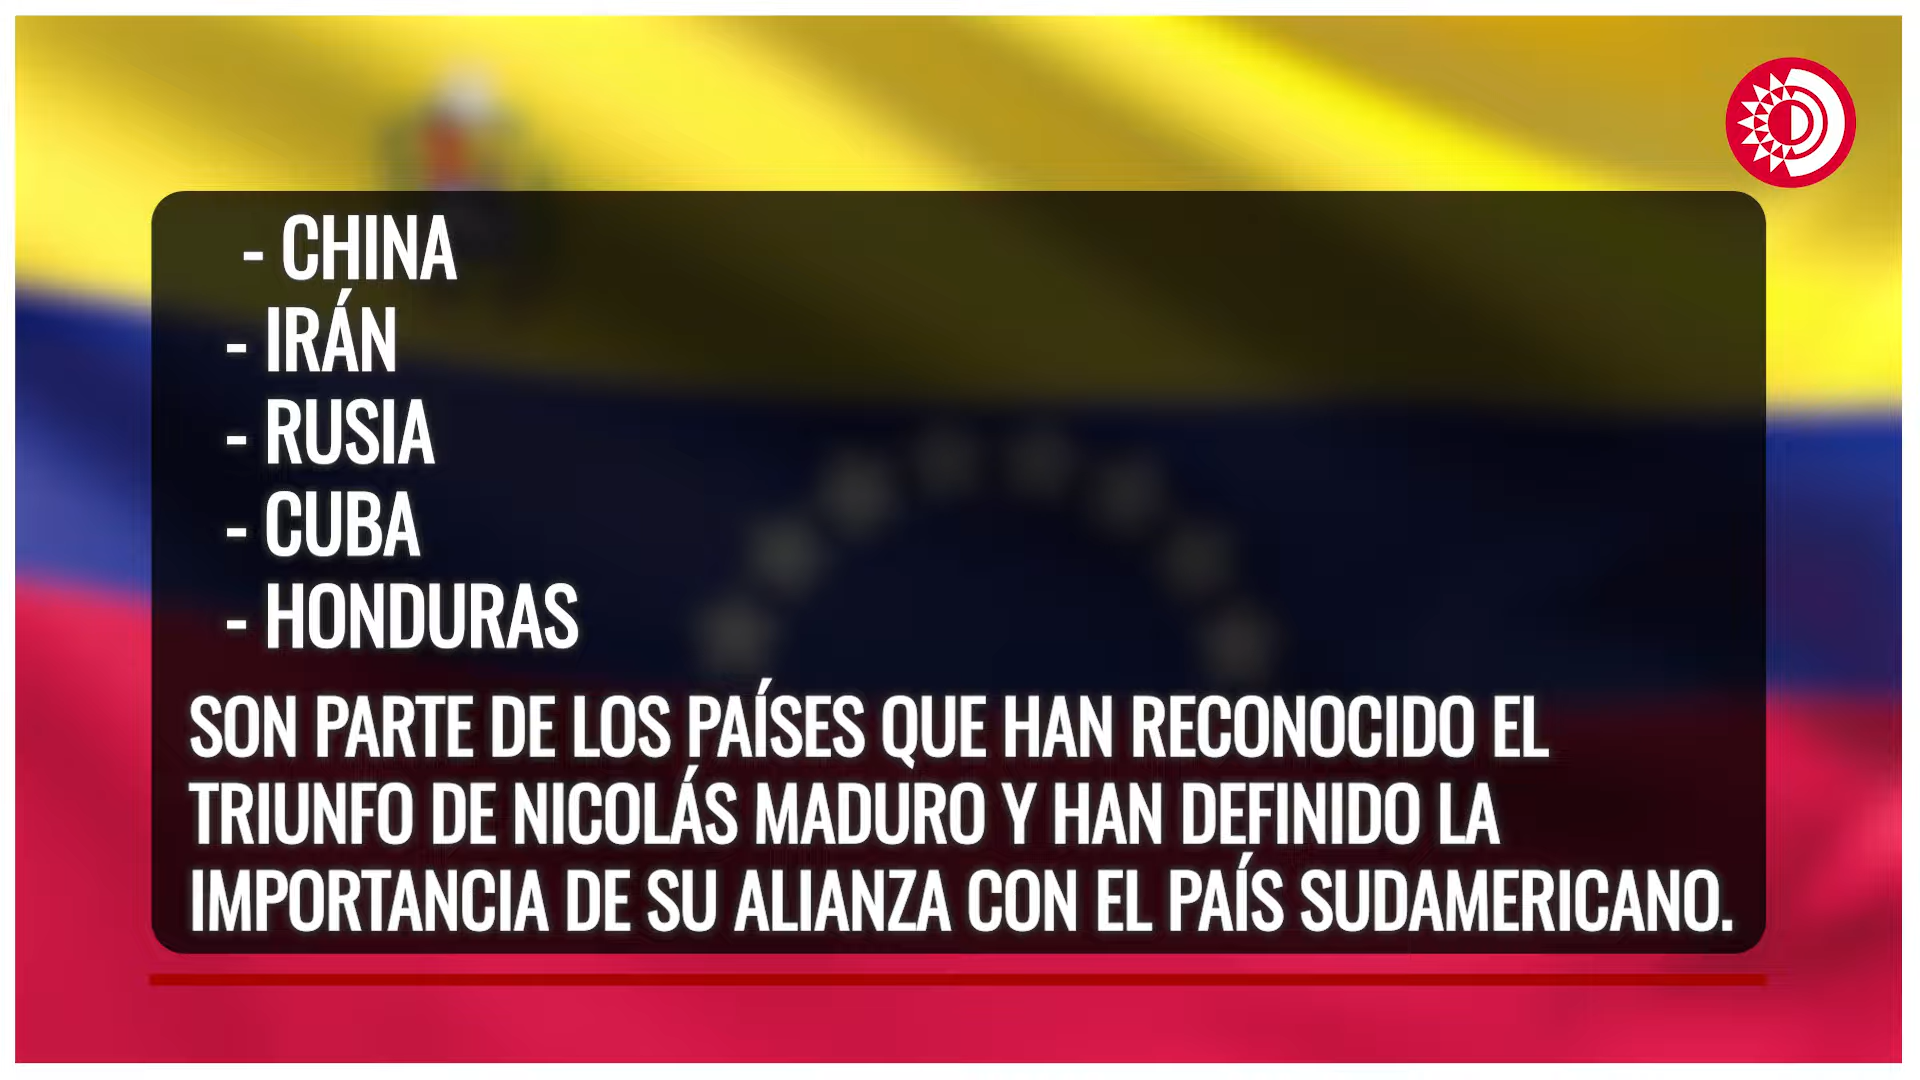 - CHINA
- IRÁN
- RUSIA
- CUBA
- HONDURAS
SON PARTE DE LOS PAÍSES QUE HAN RECONOCIDO EL
TRIUNFO DE NICOLÁS MADURO Y HAN DEFINIDO LA
IMPORTANCIA DE SU ALIANZA CON EL PAÍS SUDAMERICANO.